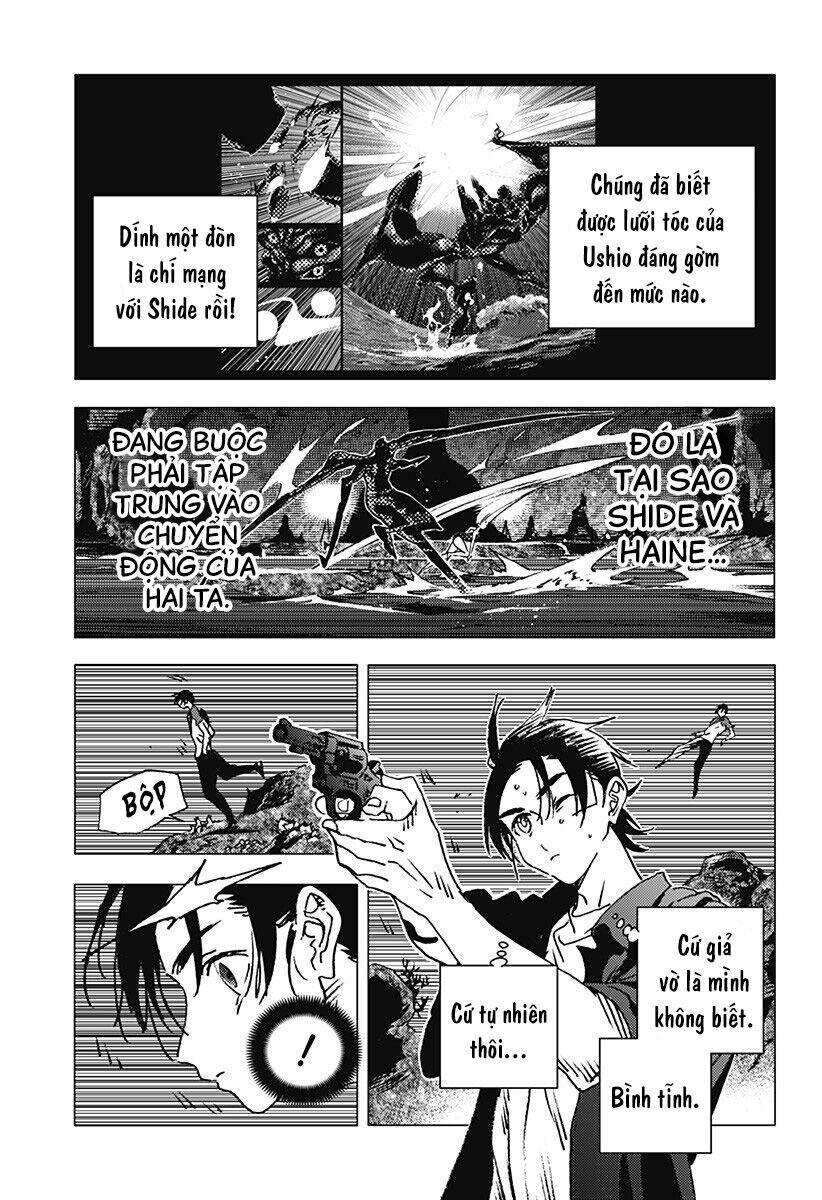 Chúng đã biết
được lưỡi tóc của
Ushio đáng gờm
đến mức nào.
Dính một đòn
là chí mạng
với Shide rồi!
ĐÓ LÀ
TẠI SAO
SHIDE VÀ
HAINE...
ĐANG BUỘC
PHẢI TẬP
TRUNG VÀO
CHUYỂN
ĐỘNG CỦA
HAI TA.
Cứ giả
vờ là mình
không biết.
Bình tĩnh.
Cứ tự nhiên
thôi...
BỘP
!